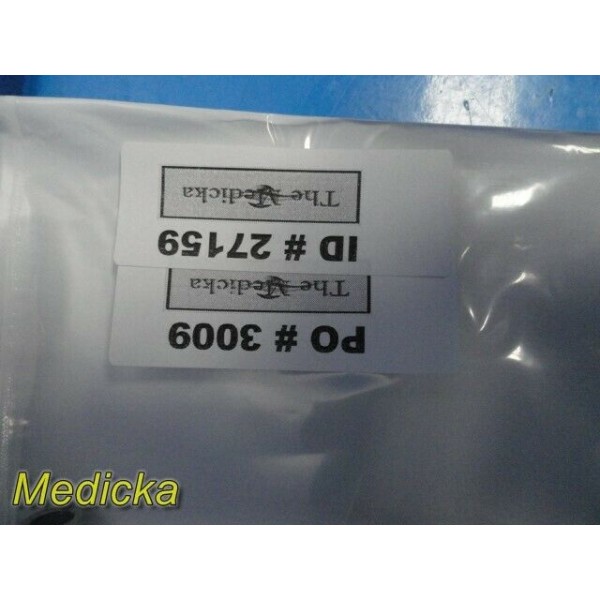 PO # 3009
The Medicka
ID # 27159
The Medicka
Medicka